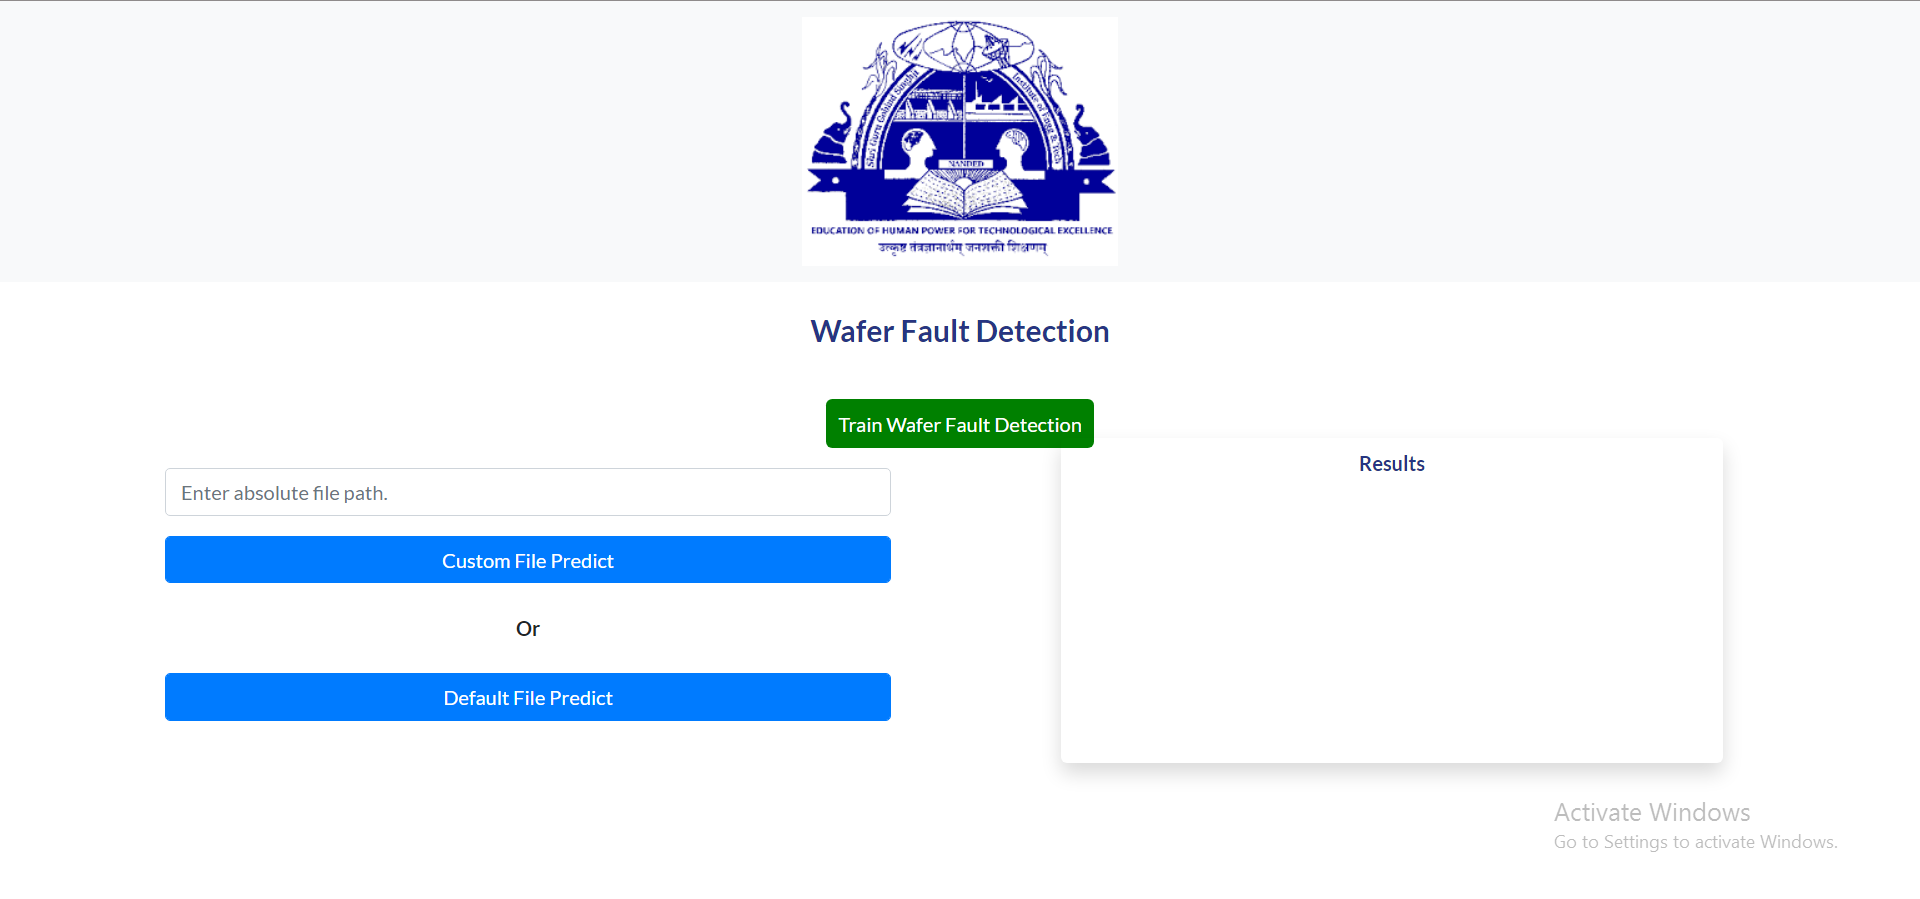 Shri Guru Gobind Singhji
Institute of Engg & Tech
NANDED
EDUCATION OF HUMAN POWER FOR TECHNOLOGICAL EXCELLENCE
उत्कृष्ट तंत्रज्ञानार्थम् जनशक्ती शिक्षणम्
Wafer Fault Detection
Train Wafer Fault Detection
Results
Enter absolute file path.
Custom File Predict
Or
Default File Predict
Activate Windows
Go to Settings to activate Windows.